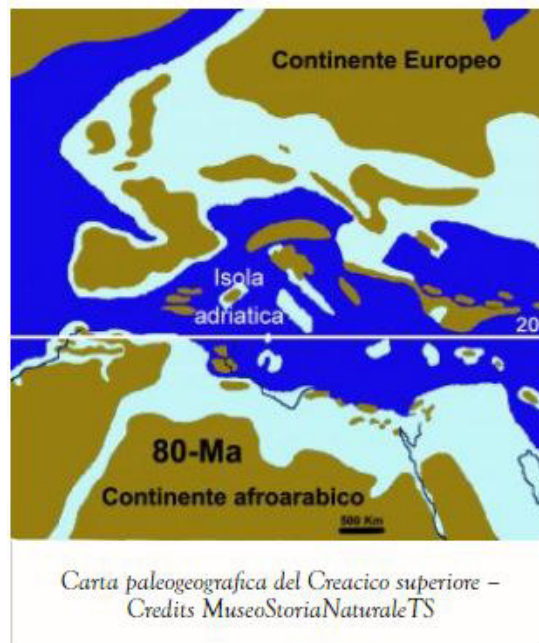 Continente Europeo
Isola
adriatica
20
80-Ma
Continente afroarabico
500 Km
Carta paleogeografica del Creacico superiore –
Credits MuseoStoriaNaturaleTS